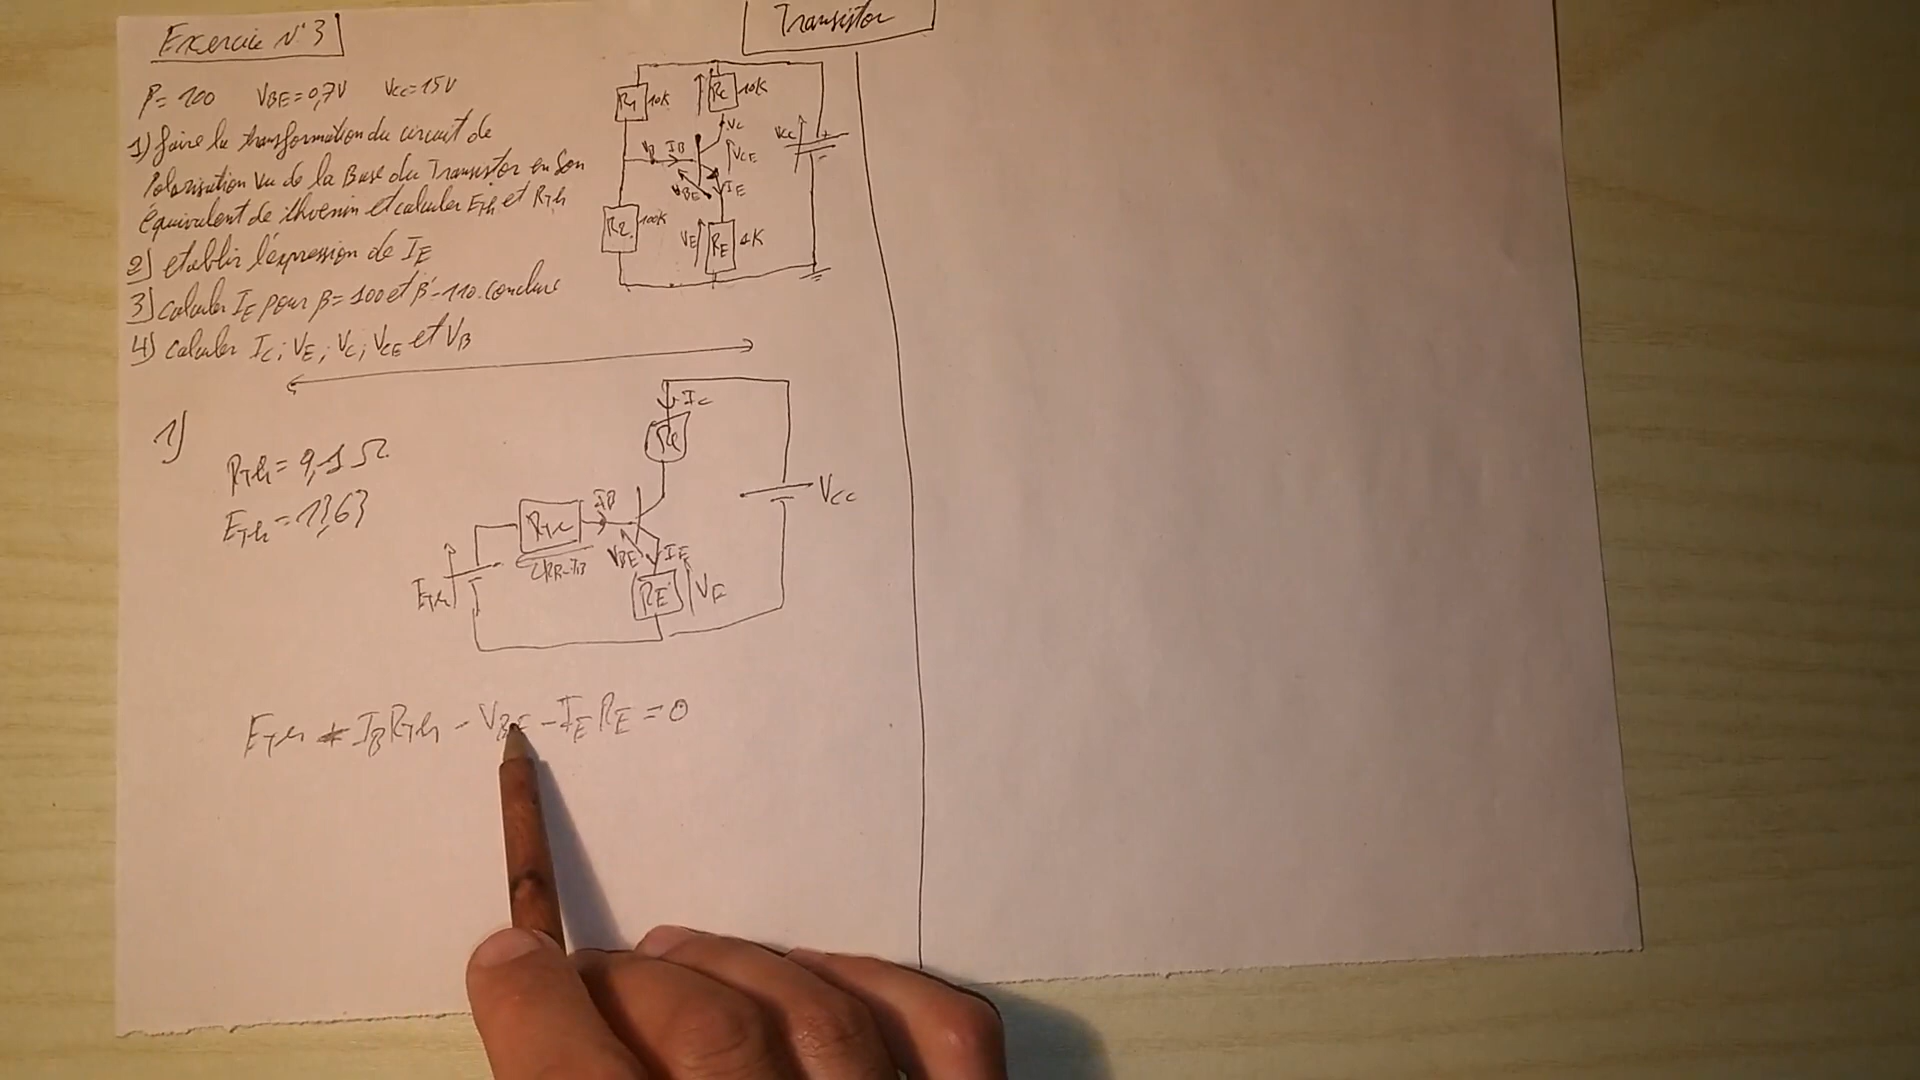 Transistor
Excercie N°3
β = 100 VBE = 0,7V Vcc = 15V
1) faire la transformation du circuit de
Polarisation Vu de la Base du Transistor en Son
équivalent de thvenin et calculer ETh et RTh
2) etablir l'expression de IE
3) calculer IE pour β = 100 et β' - 110. conclure
4) calculer IC ; VE ; VC ; VCE et VB
R1 10K
RC 10K
VC
VB IB
VCE
VCC
VBE
IE
R2 100K
VE RE 1K
1)
RTh = 9,1 Ω
ETh = 13,63
IC
RC
VCC
RTh IB
VBE IE
ETh
RE VE
ETh - IB RTh - VBE - IE RE = 0